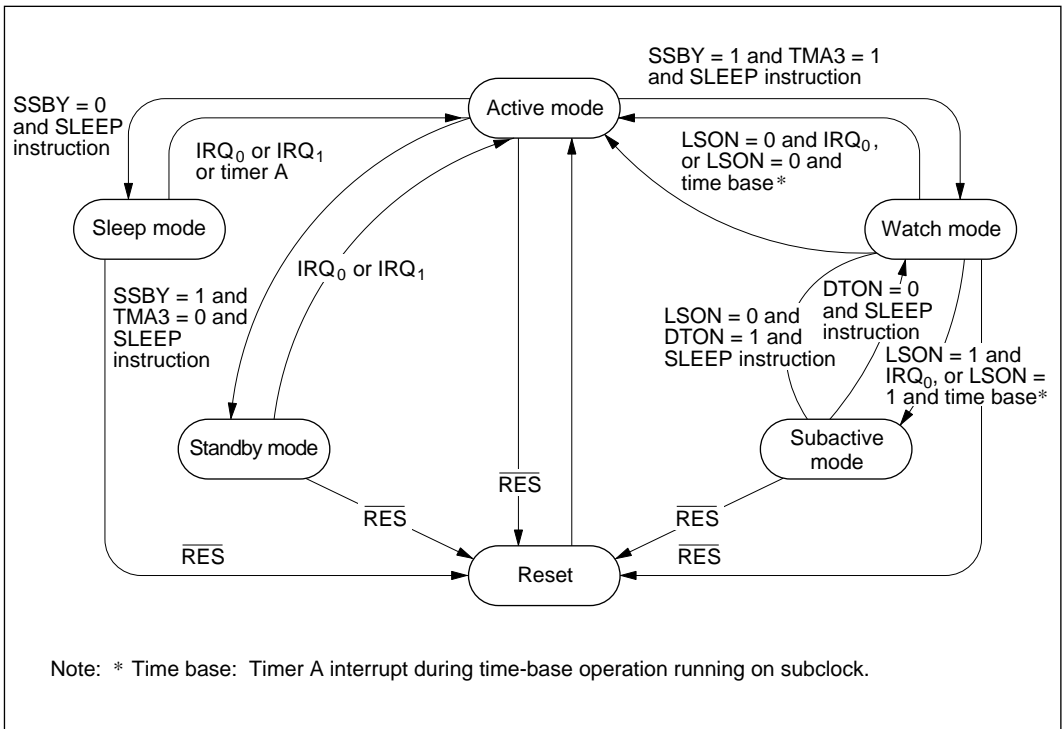 SSBY = 1 and TMA3 = 1
and SLEEP instruction
Active mode
SSBY = 0
and SLEEP
instruction
IRQ0 or IRQ1
or timer A
LSON = 0 and IRQ0,
or LSON = 0 and
time base*
Sleep mode
Watch mode
IRQ0 or IRQ1
SSBY = 1 and
TMA3 = 0 and
SLEEP
instruction
LSON = 0 and
DTON = 1 and
SLEEP instruction
DTON = 0
and SLEEP
instruction
LSON = 1 and
IRQ0, or LSON =
1 and time base*
Standby mode
Subactive
mode
RES
RES
RES
RES
RES
Reset
Note: * Time base: Timer A interrupt during time-base operation running on subclock.